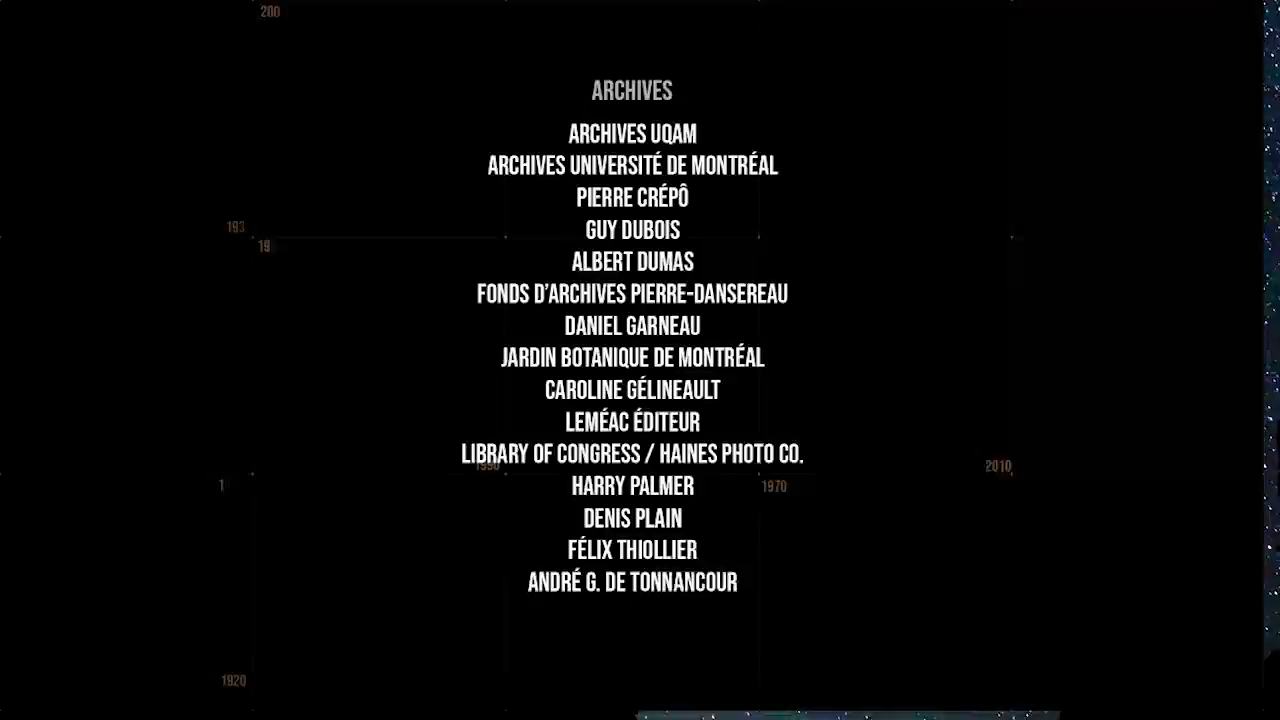 200
ARCHIVES
ARCHIVES UQAM
ARCHIVES UNIVERSITÉ DE MONTRÉAL
PIERRE CRÉPÔ
193
GUY DUBOIS
19
ALBERT DUMAS
FONDS D'ARCHIVES PIERRE-DANSEREAU
DANIEL GARNEAU
JARDIN BOTANIQUE DE MONTRÉAL
CAROLINE GÉLINEAULT
LEMÉAC ÉDITEUR
LIBRARY OF CONGRESS / HAINES PHOTO CO.
1990
2010
1
HARRY PALMER
1970
DENIS PLAIN
FÉLIX THIOLLIER
ANDRÉ G. DE TONNANCOUR
1920